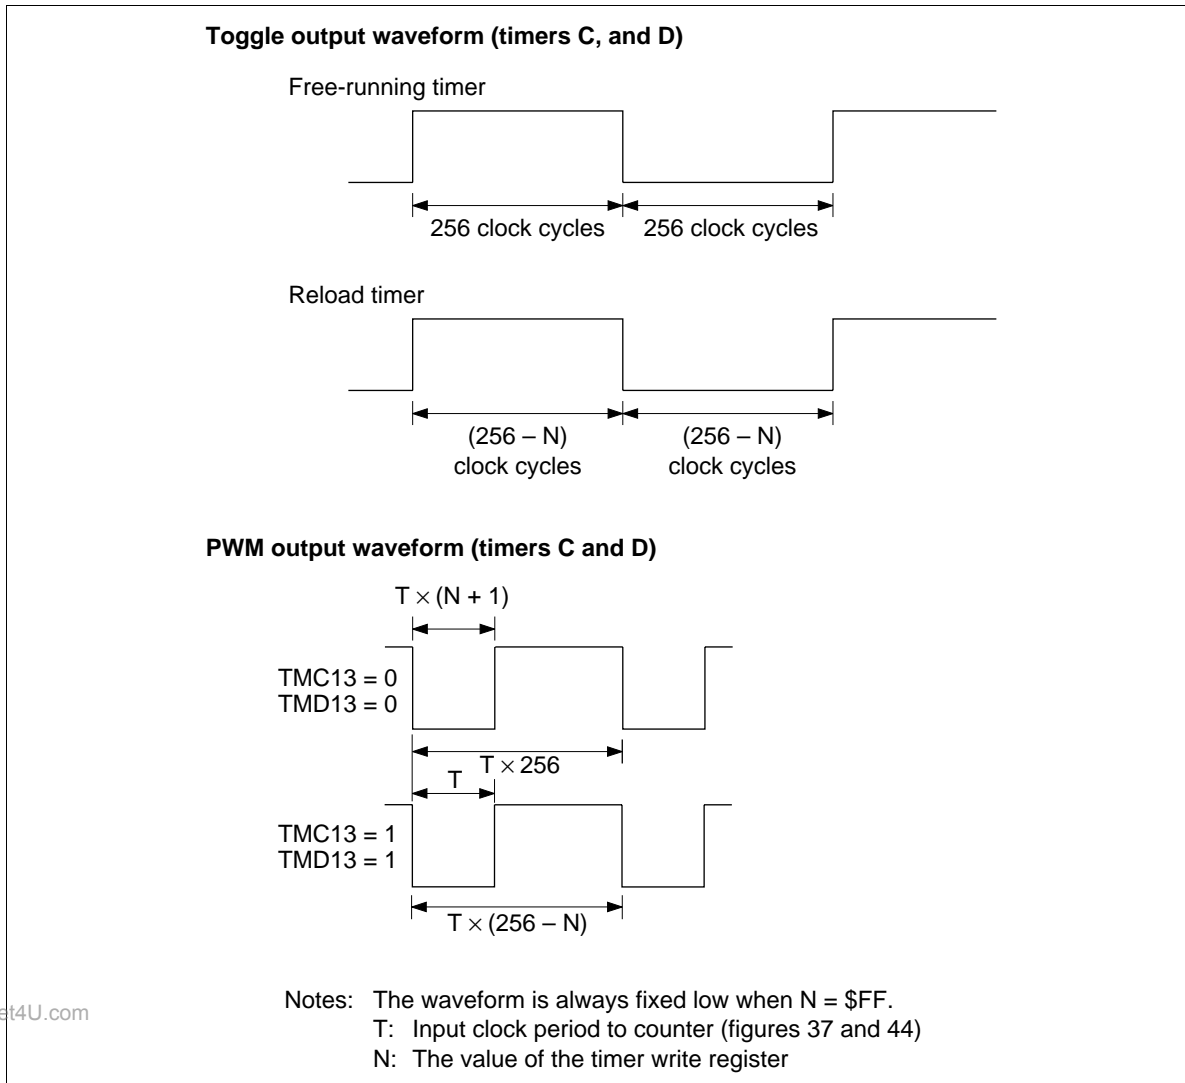 Toggle output waveform (timers C, and D)
Free-running timer
256 clock cycles 256 clock cycles
Reload timer
(256 – N) (256 – N)
clock cycles clock cycles
PWM output waveform (timers C and D)
T × (N + 1)
TMC13 = 0
TMD13 = 0
T × 256
T
TMC13 = 1
TMD13 = 1
T × (256 – N)
Notes: The waveform is always fixed low when N = $FF.
T: Input clock period to counter (figures 37 and 44)
N: The value of the timer write register
et4U.com